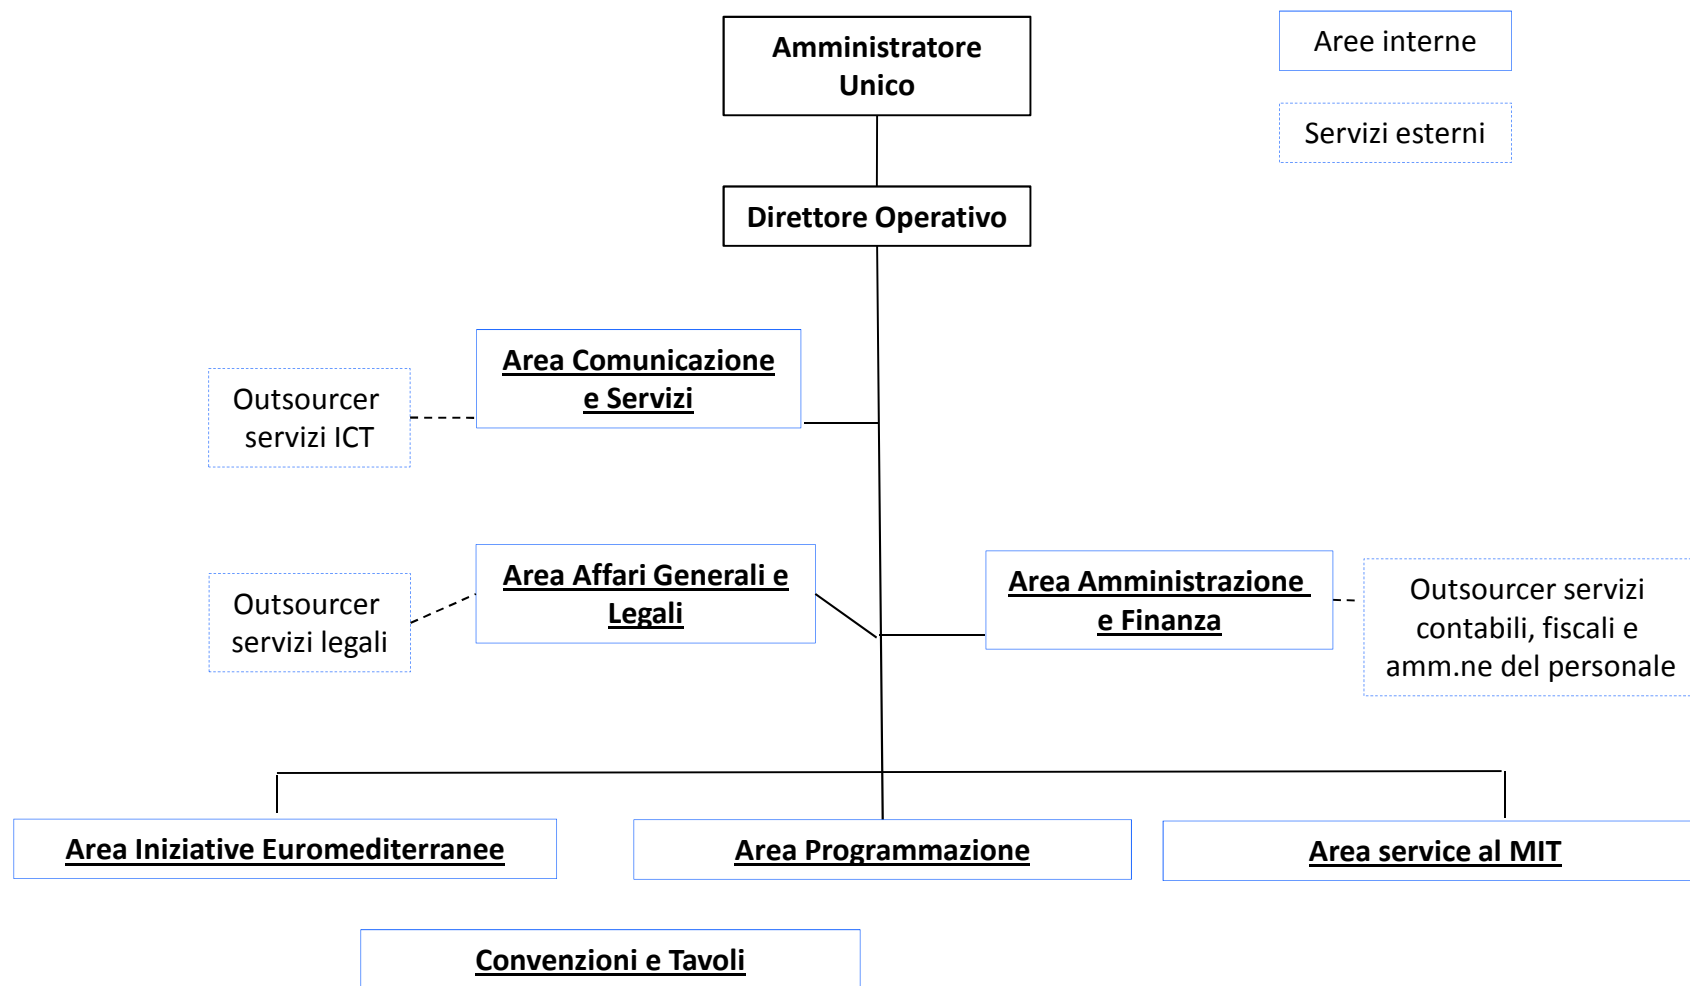 Amministratore
Unico
Aree interne
Servizi esterni
Direttore Operativo
Area Comunicazione
e Servizi
Outsourcer
servizi ICT
Area Affari Generali e
Legali
Outsourcer
servizi legali
Area Amministrazione
e Finanza
Outsourcer servizi
contabili, fiscali e
amm.ne del personale
Area Iniziative Euromediterranee
Area Programmazione
Area service al MIT
Convenzioni e Tavoli